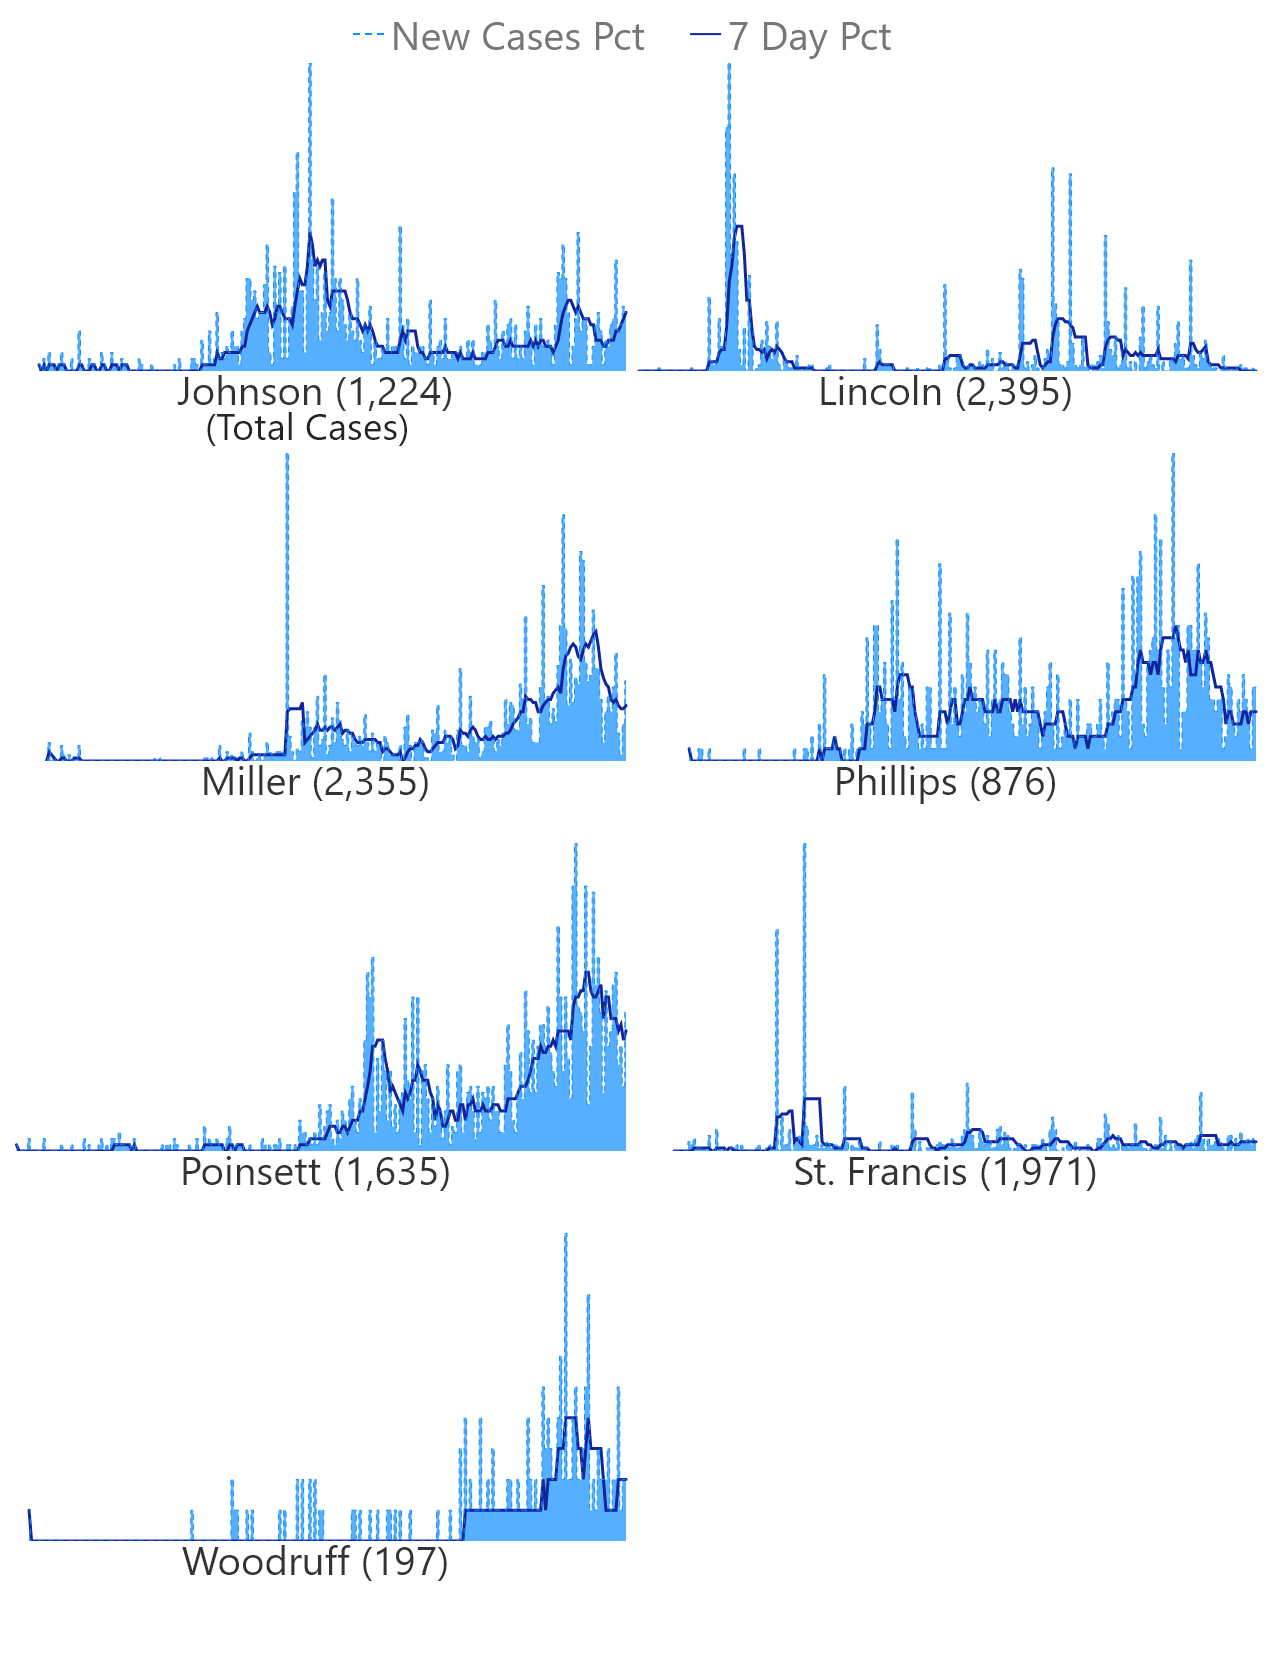 New Cases Pct 7 Day Pct
Johnson (1,224)
(Total Cases)
Lincoln (2,395)
Miller (2,355)
Phillips (876)
Poinsett (1,635)
St. Francis (1,971)
Woodruff (197)